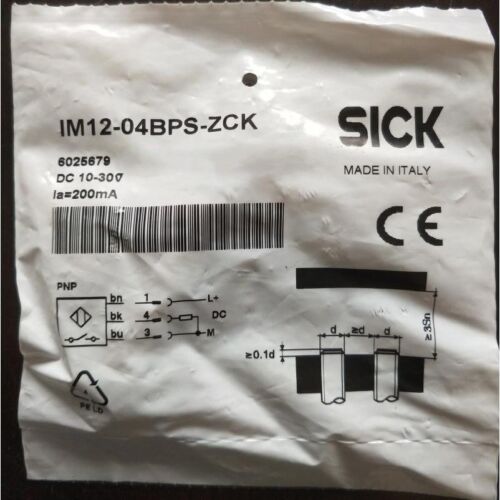 IM12-04BPS-ZCK
SICK
MADE IN ITALY
6025679
DC 10-30V
Ia=200mA
CE
PNP
bn 1 L+
bk 4 DC
bu 3 M
d ≥d d
≥0.1d
≥3Sn
PE LD